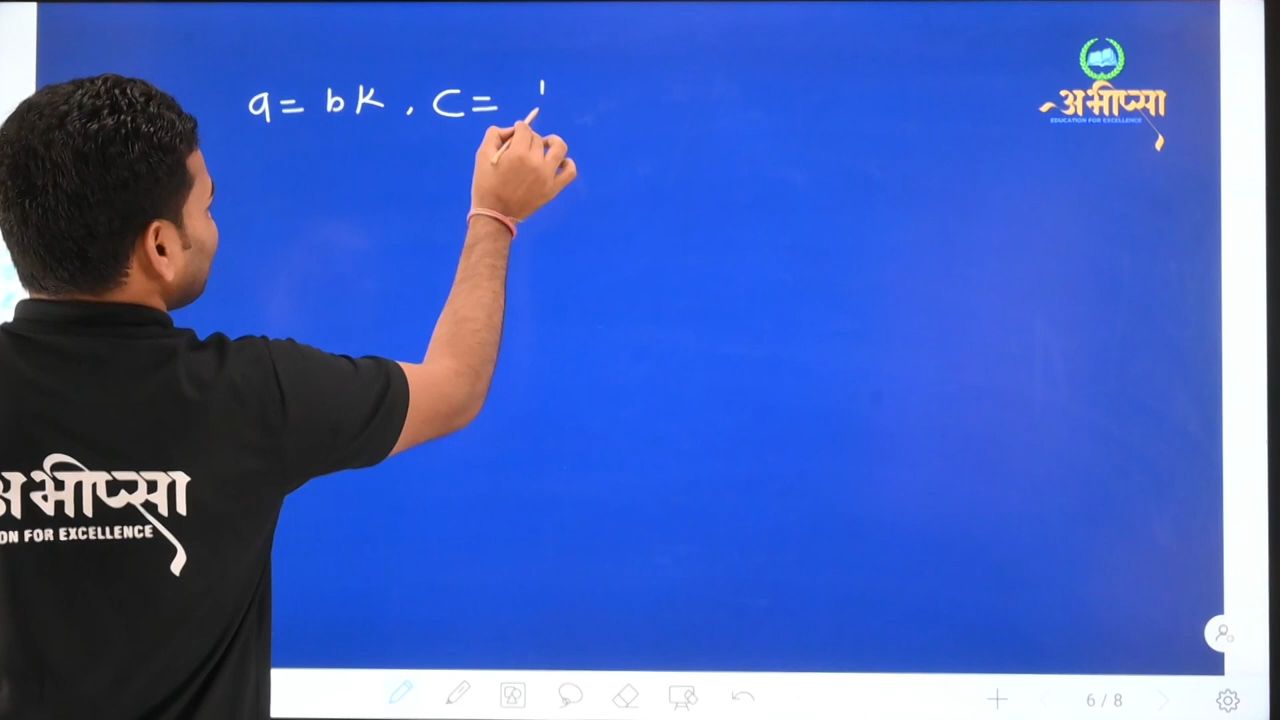 a = bk , c =
अभीप्सा
EDUCATION FOR EXCELLENCE
अभीप्सा
ON FOR EXCELLENCE
6 / 8